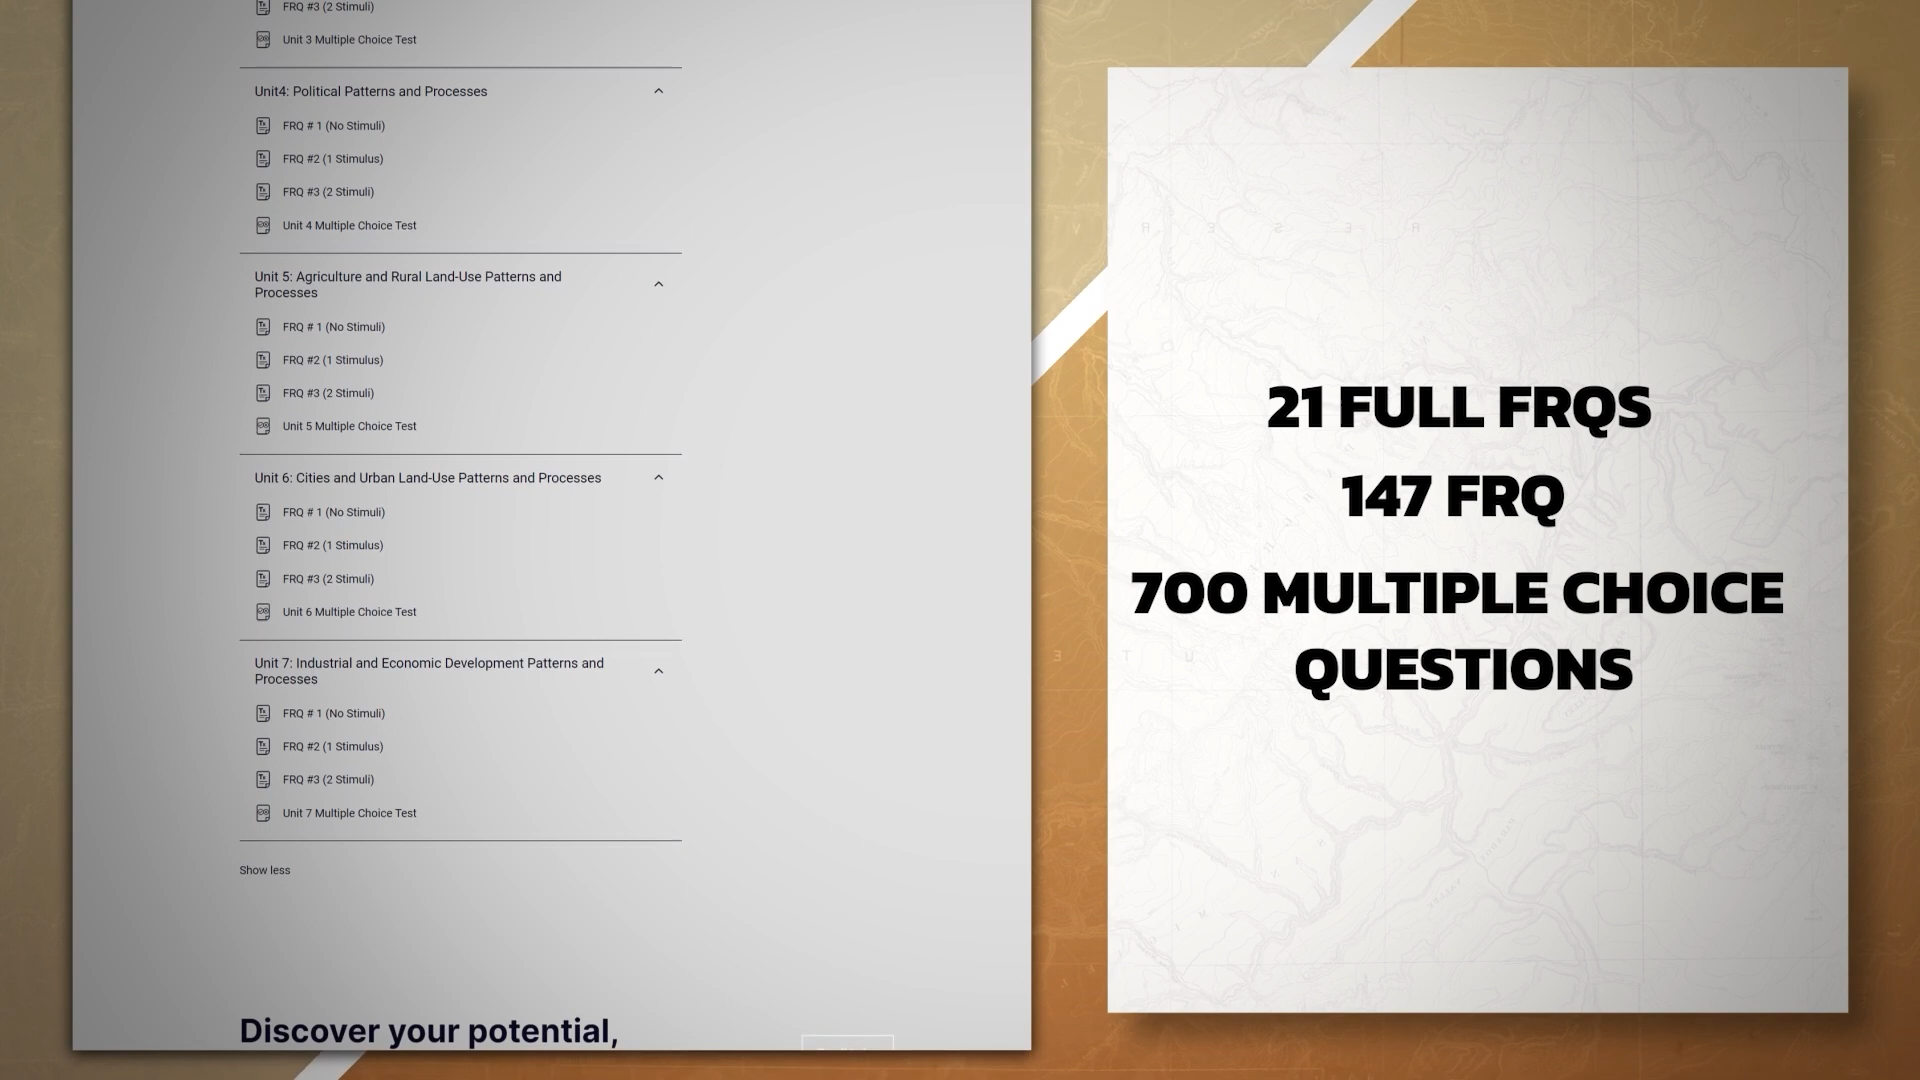 FRQ #3 (2 Stimuli)
Unit 3 Multiple Choice Test
Unit4: Political Patterns and Processes
FRQ # 1 (No Stimuli)
FRQ #2 (1 Stimulus)
FRQ #3 (2 Stimuli)
Unit 4 Multiple Choice Test
Unit 5: Agriculture and Rural Land-Use Patterns and
Processes
FRQ # 1 (No Stimuli)
FRQ #2 (1 Stimulus)
FRQ #3 (2 Stimuli)
Unit 5 Multiple Choice Test
Unit 6: Cities and Urban Land-Use Patterns and Processes
FRQ # 1 (No Stimuli)
FRQ #2 (1 Stimulus)
FRQ #3 (2 Stimuli)
Unit 6 Multiple Choice Test
Unit 7: Industrial and Economic Development Patterns and
Processes
FRQ # 1 (No Stimuli)
FRQ #2 (1 Stimulus)
FRQ #3 (2 Stimuli)
Unit 7 Multiple Choice Test
Show less
Discover your potential,
21 FULL FRQS
147 FRQ
700 MULTIPLE CHOICE
QUESTIONS